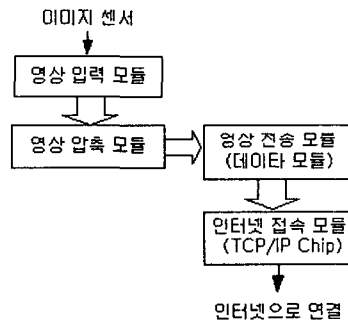 이미지 센서
영상 입력 모듈
영상 압축 모듈
영상 전송 모듈
(데이타 모듈)
인터넷 접속 모듈
(TCP/IP Chip)
인터넷으로 연결